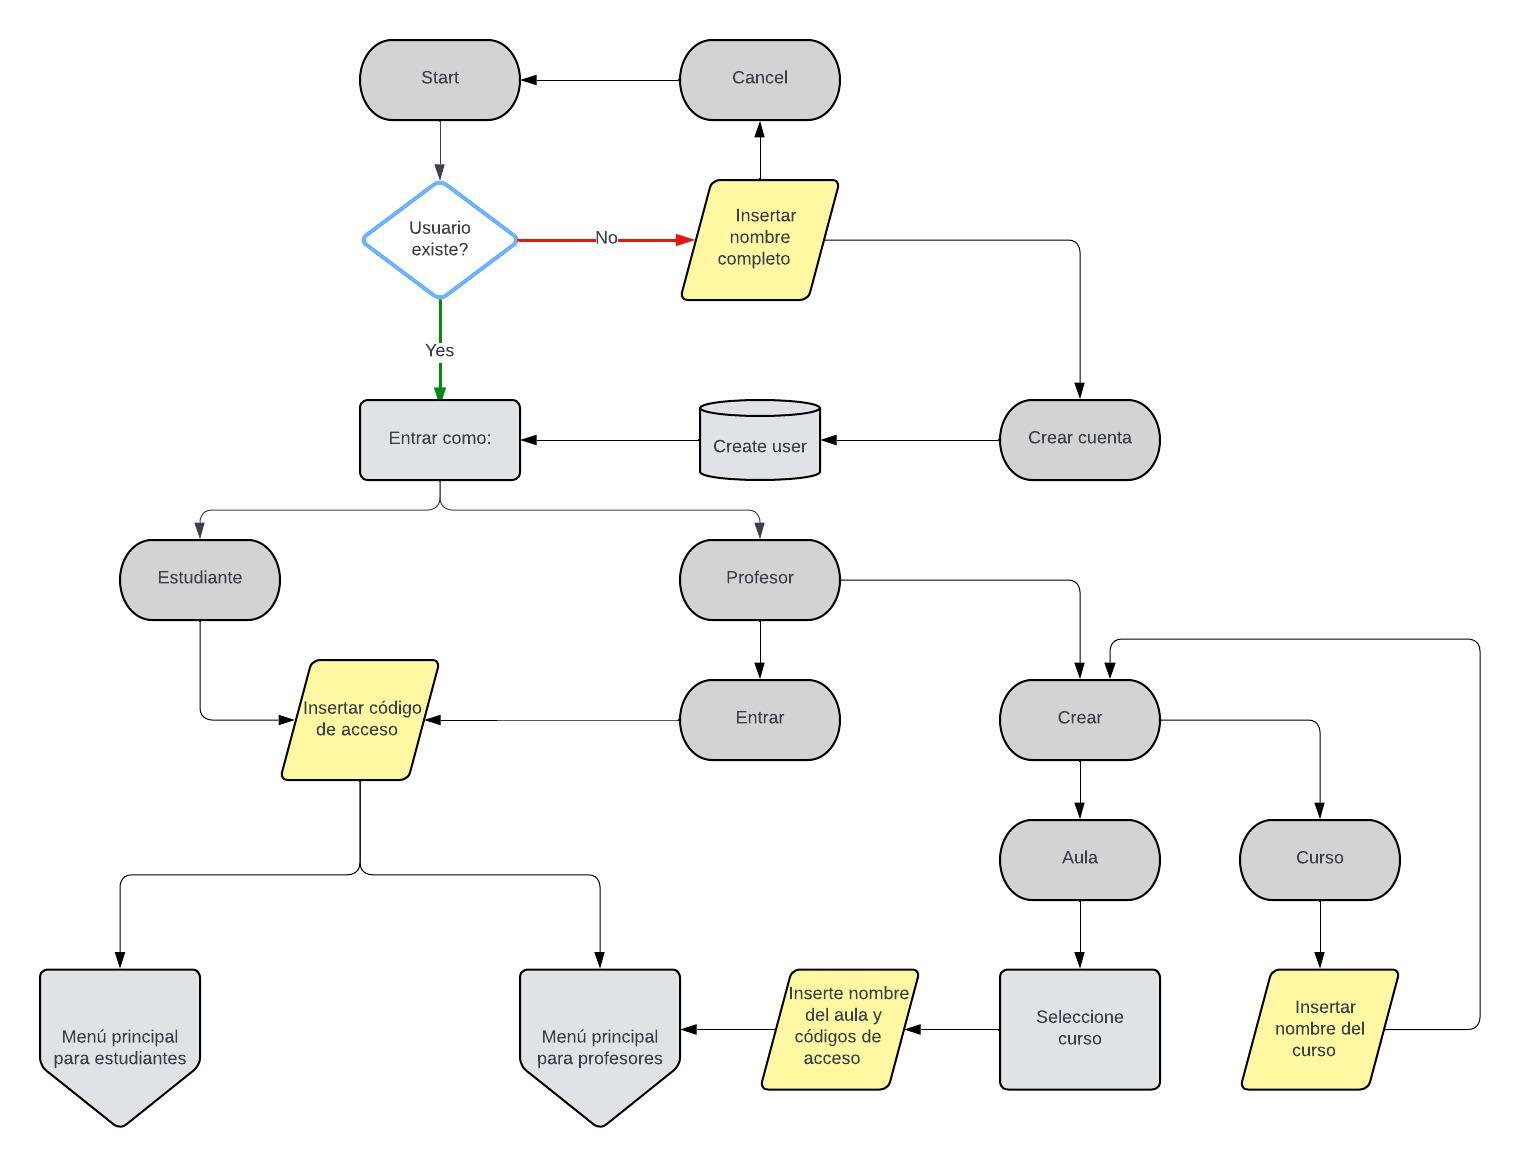 Start
Cancel
Usuario
existe?
No
Insertar
nombre
completo
Yes
Entrar como:
Create user
Crear cuenta
Estudiante
Profesor
Insertar código
de acceso
Entrar
Crear
Aula
Curso
Menú principal
para estudiantes
Menú principal
para profesores
Inserte nombre
del aula y
códigos de
acceso
Seleccione
curso
Insertar
nombre del
curso